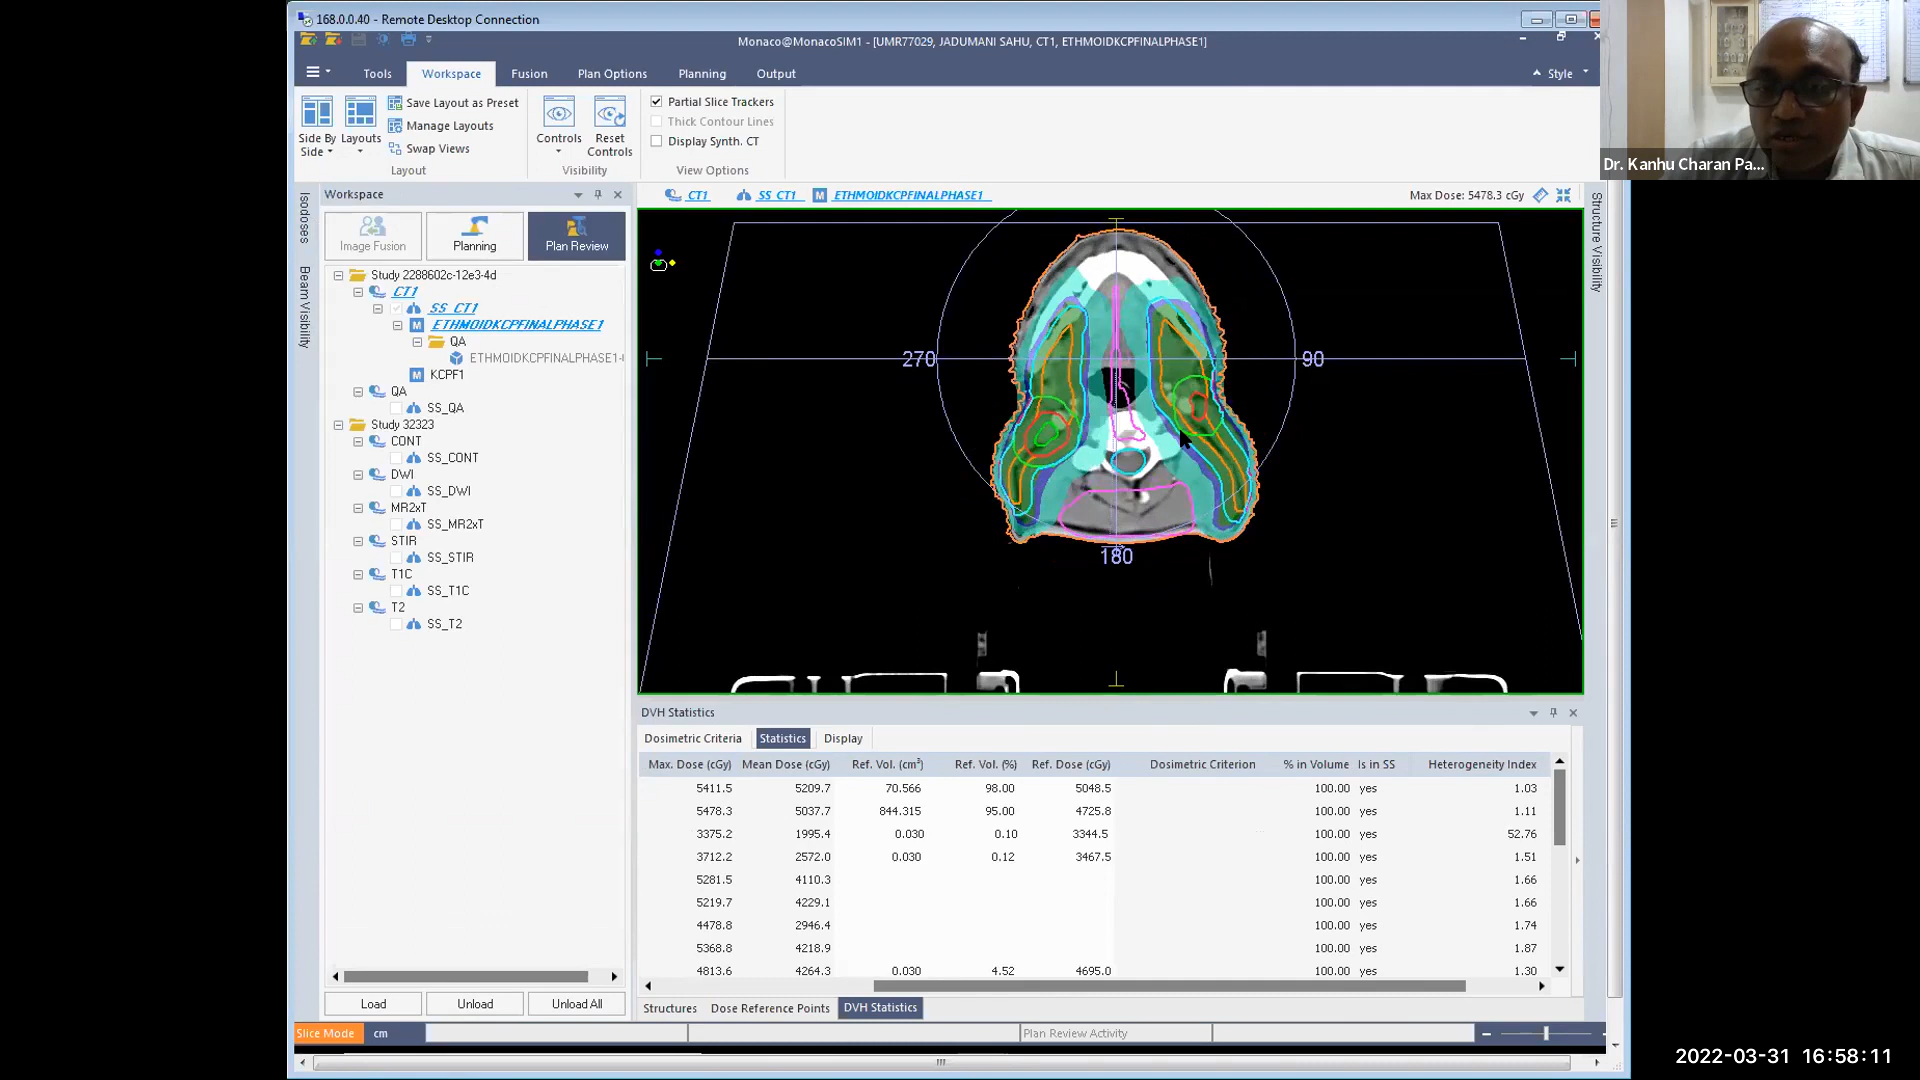 168.0.0.40 - Remote Desktop Connection
Monaco@MonacoSIM1 - [UMR77029, JADUMANI SAHU, CT1, ETHMOIDKCPFINALPHASE1]
Tools Workspace Fusion Plan Options Planning Output Style
Side By Side
Layouts
Save Layout as Preset
Manage Layouts
Swap Views
Layout
Controls
Reset Controls
Visibility
Partial Slice Trackers
Thick Contour Lines
Display Synth. CT
View Options
Dr. Kanhu Charan Pa...
Isodoses
Beam Visibility
Structure Visibility
Workspace
Image Fusion
Planning
Plan Review
Study 2288602c-12e3-4d
CT1
SS_CT1
ETHMOIDKCPFINALPHASE1
QA
ETHMOIDKCPFINALPHASE1-
KCPF1
QA
SS_QA
Study 32323
CONT
SS_CONT
DWI
SS_DWI
MR2xT
SS_MR2xT
STIR
SS_STIR
T1C
SS_T1C
T2
SS_T2
Load Unload Unload All
CT1 SS_CT1 M ETHMOIDKCPFINALPHASE1 Max Dose: 5478.3 cGy
270 90
180
DVH Statistics
Dosimetric Criteria Statistics Display
Max. Dose (cGy) Mean Dose (cGy) Ref. Vol. (cm³) Ref. Vol. (%) Ref. Dose (cGy) Dosimetric Criterion % in Volume Is in SS Heterogeneity Index
5411.5 5209.7 70.566 98.00 5048.5 100.00 yes 1.03
5478.3 5037.7 844.315 95.00 4725.8 100.00 yes 1.11
3375.2 1995.4 0.030 0.10 3344.5 100.00 yes 52.76
3712.2 2572.0 0.030 0.12 3467.5 100.00 yes 1.51
5281.5 4110.3 100.00 yes 1.66
5219.7 4229.1 100.00 yes 1.66
4478.8 2946.4 100.00 yes 1.74
5368.8 4218.9 100.00 yes 1.87
4813.6 4264.3 0.030 4.52 4695.0 100.00 yes 1.30
Structures Dose Reference Points DVH Statistics
Slice Mode cm Plan Review Activity
2022-03-31 16:58:11